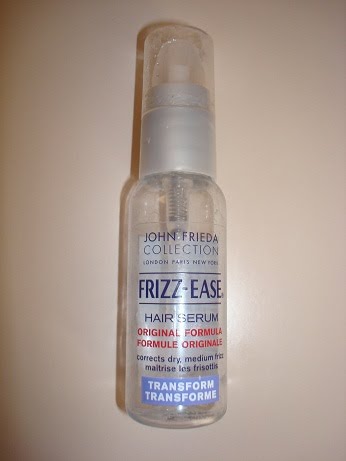 JOHN FRIEDA
COLLECTION
LONDON PARIS NEW YORK
FRIZZ-EASE
HAIR SERUM
ORIGINAL FORMULA
FORMULE ORIGINALE
corrects dry, medium frizz
maîtrise les frisottis
TRANSFORM
TRANSFORME